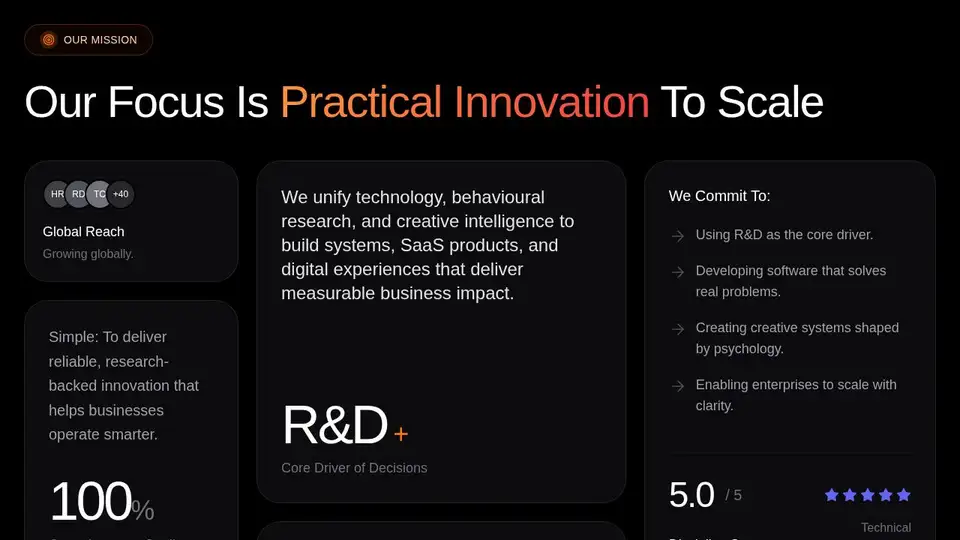 OUR MISSION
Our Focus Is Practical Innovation To Scale
HR RD TC +40
Global Reach
Growing globally.
Simple: To deliver
reliable, research-
backed innovation that
helps businesses
operate smarter.
100%
We unify technology, behavioural
research, and creative intelligence to
build systems, SaaS products, and
digital experiences that deliver
measurable business impact.
R&D +
Core Driver of Decisions
We Commit To:
Using R&D as the core driver.
Developing software that solves
real problems.
Creating creative systems shaped
by psychology.
Enabling enterprises to scale with
clarity.
5.0 / 5
Technical